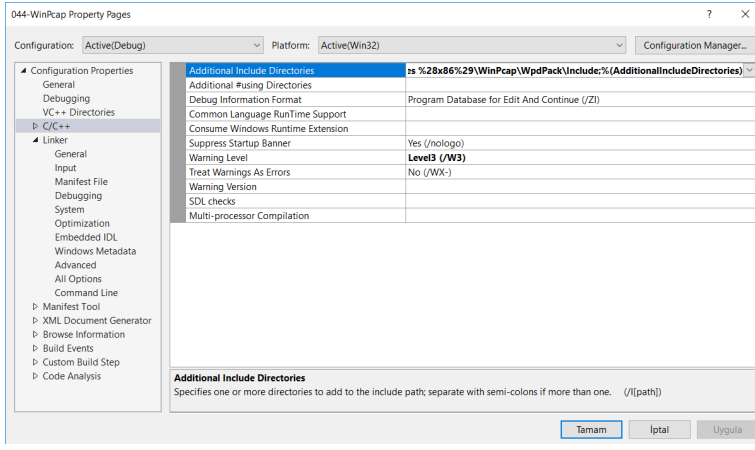 044-WinPcap Property Pages
? ×
Configuration: Active(Debug) Platform: Active(Win32) Configuration Manager...
Configuration Properties
General
Debugging
VC++ Directories
C/C++
Linker
General
Input
Manifest File
Debugging
System
Optimization
Embedded IDL
Windows Metadata
Advanced
All Options
Command Line
Manifest Tool
XML Document Generator
Browse Information
Build Events
Custom Build Step
Code Analysis
Additional Include Directories es %28x86%29\WinPcap\WpdPack\Include;%(AdditionalIncludeDirectories)
Additional #using Directories
Debug Information Format Program Database for Edit And Continue (/ZI)
Common Language RunTime Support
Consume Windows Runtime Extension
Suppress Startup Banner Yes (/nologo)
Warning Level Level3 (/W3)
Treat Warnings As Errors No (/WX-)
Warning Version
SDL checks
Multi-processor Compilation
Additional Include Directories
Specifies one or more directories to add to the include path; separate with semi-colons if more than one. (/I[path])
Tamam İptal Uygula